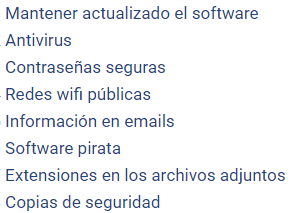 Mantener actualizado el software
Antivirus
Contraseñas seguras
Redes wifi públicas
Información en emails
Software pirata
Extensiones en los archivos adjuntos
Copias de seguridad